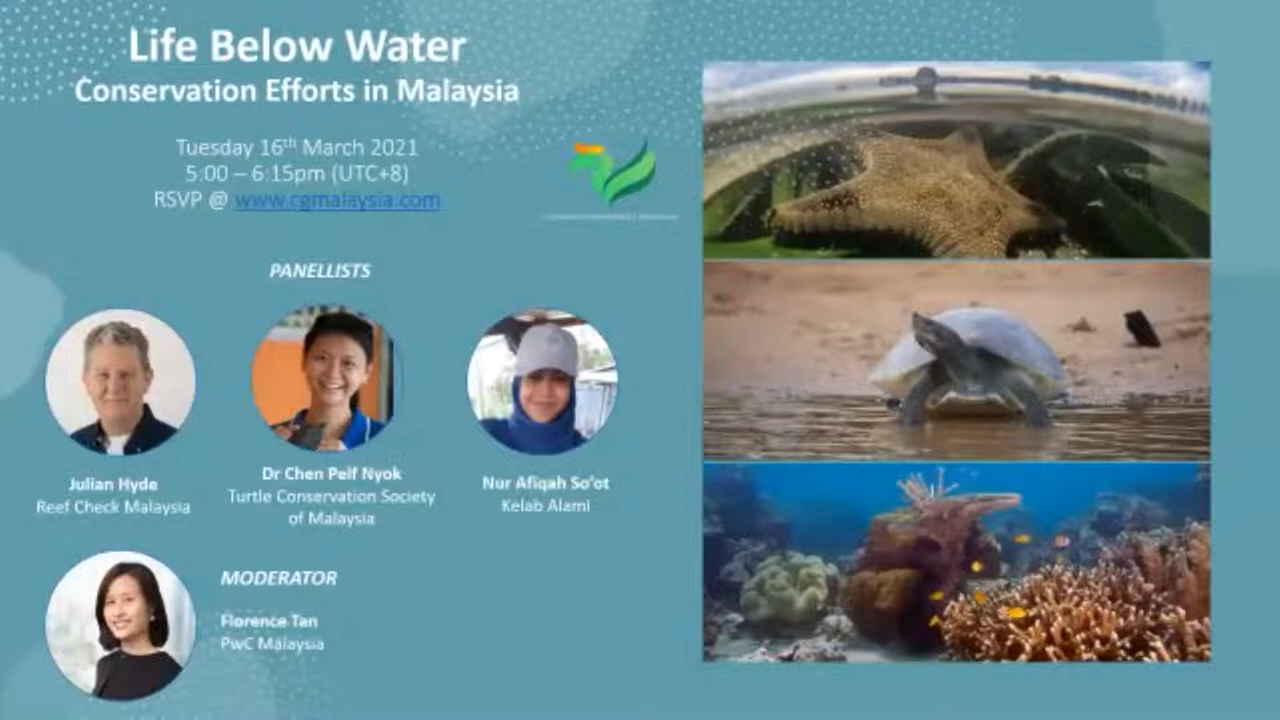 Life Below Water
Conservation Efforts in Malaysia
Tuesday 16th March 2021
5:00 – 6:15pm (UTC+8)
RSVP @ www.cgmalaysia.com
PANELLISTS
Julian Hyde
Reef Check Malaysia
Dr Chen Pelf Nyok
Turtle Conservation Society
of Malaysia
Nur Afiqah So'ot
Kelab Alami
MODERATOR
Florence Tan
PwC Malaysia